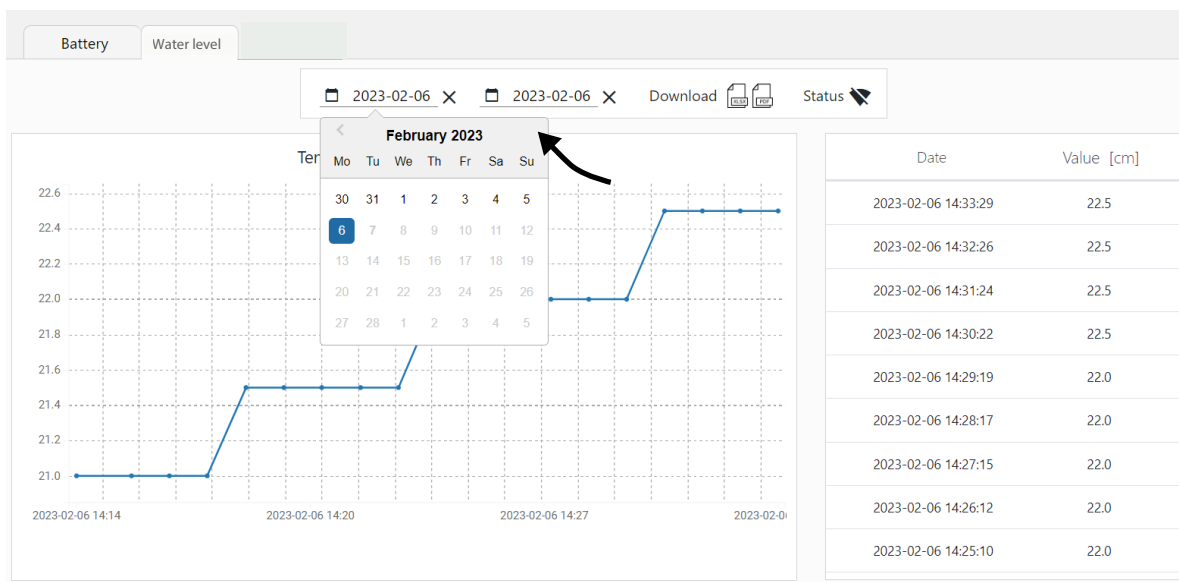 Battery
Water level
2023-02-06
2023-02-06
Download
XLSX
PDF
Status
February 2023
Mo Tu We Th Fr Sa Su
30 31 1 2 3 4 5
6 7 8 9 10 11 12
13 14 15 16 17 18 19
20 21 22 23 24 25 26
27 28 1 2 3 4 5
22.6
22.4
22.2
22.0
21.8
21.6
21.4
21.2
21.0
2023-02-06 14:14
2023-02-06 14:20
2023-02-06 14:27
Date Value [cm]
2023-02-06 14:33:29 22.5
2023-02-06 14:32:26 22.5
2023-02-06 14:31:24 22.5
2023-02-06 14:30:22 22.5
2023-02-06 14:29:19 22.0
2023-02-06 14:28:17 22.0
2023-02-06 14:27:15 22.0
2023-02-06 14:26:12 22.0
2023-02-06 14:25:10 22.0